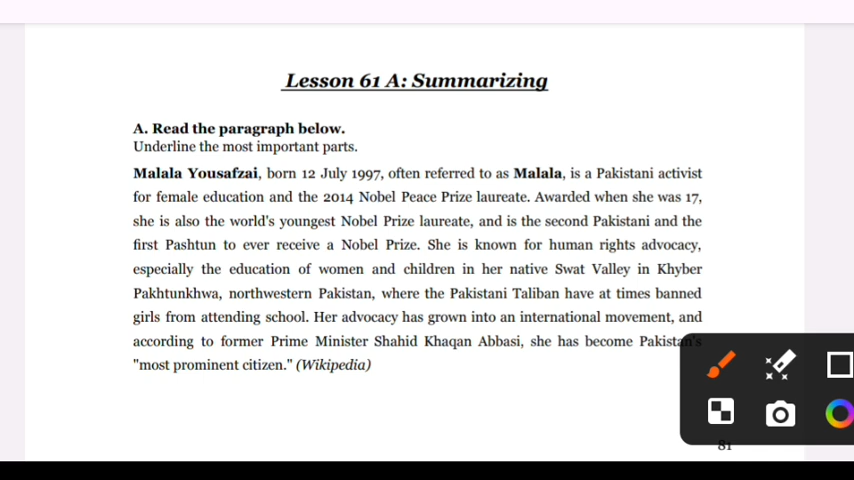 Lesson 61 A: Summarizing
A. Read the paragraph below.
Underline the most important parts.
Malala Yousafzai, born 12 July 1997, often referred to as Malala, is a Pakistani activist
for female education and the 2014 Nobel Peace Prize laureate. Awarded when she was 17,
she is also the world's youngest Nobel Prize laureate, and is the second Pakistani and the
first Pashtun to ever receive a Nobel Prize. She is known for human rights advocacy,
especially the education of women and children in her native Swat Valley in Khyber
Pakhtunkhwa, northwestern Pakistan, where the Pakistani Taliban have at times banned
girls from attending school. Her advocacy has grown into an international movement, and
according to former Prime Minister Shahid Khaqan Abbasi, she has become Pakistan's
"most prominent citizen." (Wikipedia)
81